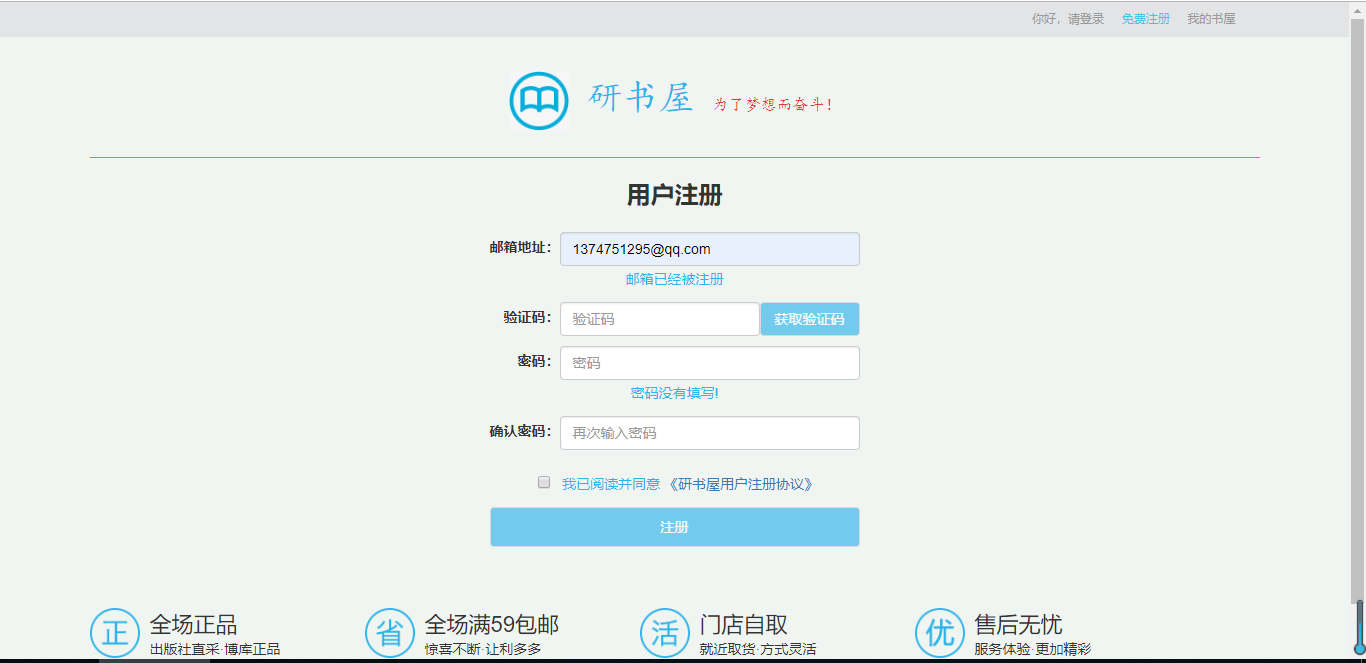 你好，请登录 免费注册 我的书屋
研书屋 为了梦想而奋斗！
用户注册
邮箱地址： 1374751295@qq.com
邮箱已经被注册
验证码： 验证码 获取验证码
密码： 密码
密码没有填写!
确认密码： 再次输入密码
我已阅读并同意 《研书屋用户注册协议》
注册
正 全场正品 省 全场满59包邮 活 门店自取 优 售后无忧
出版社直采·博库正品 惊喜不断·让利多多 就近取货·方式灵活 服务体验·更加精彩